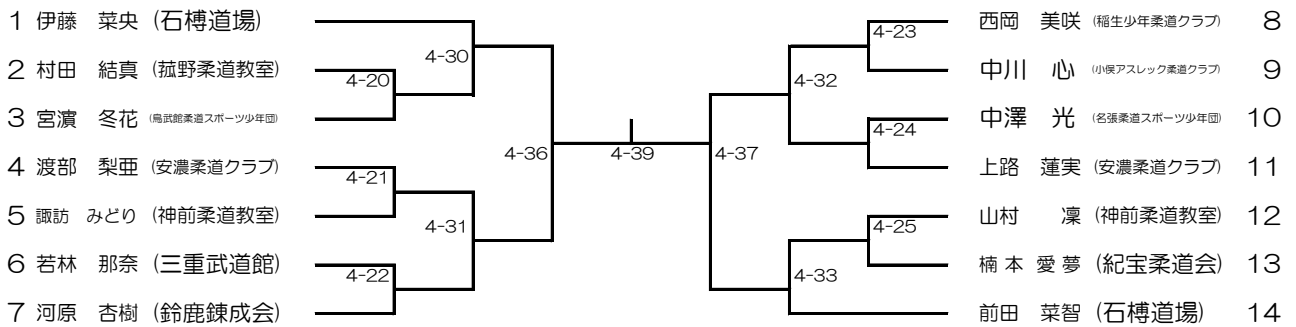 1 伊藤 菜央 (石榑道場)
2 村田 結真 (菰野柔道教室)
3 宮濵 冬花 (鳥武館柔道スポーツ少年団)
4 渡部 梨亜 (安濃柔道クラブ)
5 諏訪 みどり (神前柔道教室)
6 若林 那奈 (三重武道館)
7 河原 杏樹 (鈴鹿錬成会)
4-20
4-21
4-22
4-30
4-31
4-36
4-39
4-37
4-32
4-33
4-23
4-24
4-25
西岡 美咲 (稲生少年柔道クラブ) 8
中川 心 (小俣アスレック柔道クラブ) 9
中澤 光 (名張柔道スポーツ少年団) 10
上路 蓮実 (安濃柔道クラブ) 11
山村 凜 (神前柔道教室) 12
楠本 愛夢 (紀宝柔道会) 13
前田 菜智 (石榑道場) 14